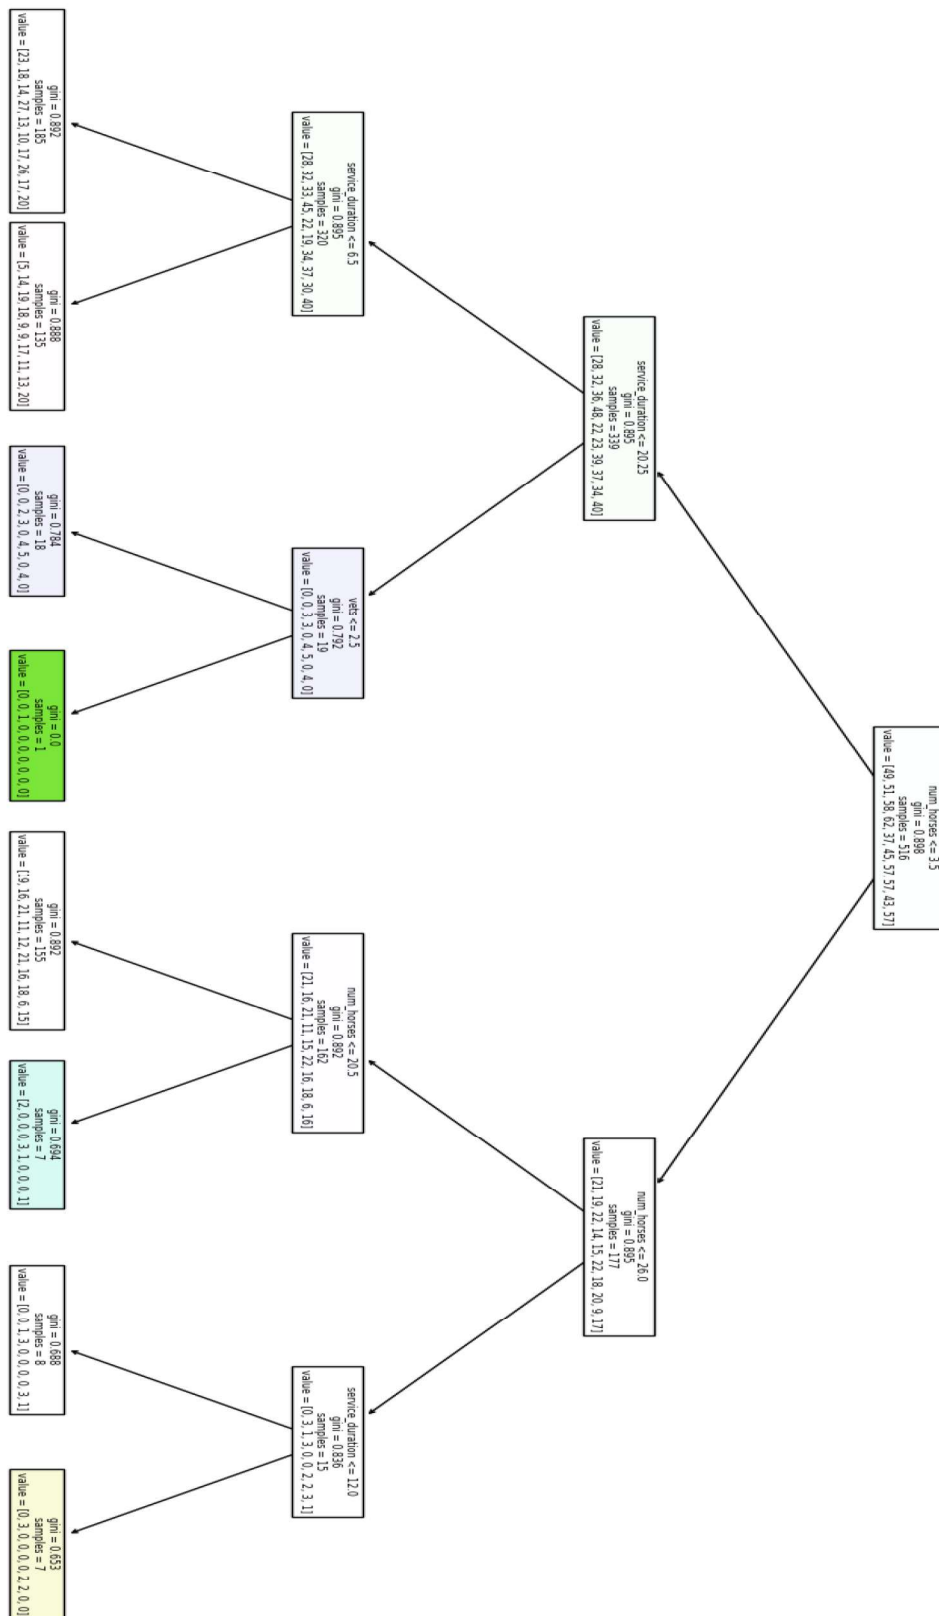 num_horses <= 3.5
gini = 0.898
samples = 516
value = [49, 51, 58, 62, 37, 45, 57, 57, 43, 57]
service_duration <= 20.25
gini = 0.895
samples = 339
value = [28, 32, 36, 48, 22, 23, 39, 37, 34, 40]
num_horses <= 26.0
gini = 0.895
samples = 177
value = [21, 19, 22, 14, 15, 22, 18, 20, 9, 17]
service_duration <= 6.5
gini = 0.895
samples = 320
value = [28, 32, 33, 45, 22, 19, 34, 37, 30, 40]
vets <= 2.5
gini = 0.792
samples = 19
value = [0, 0, 3, 3, 0, 4, 5, 0, 4, 0]
num_horses <= 20.5
gini = 0.892
samples = 162
value = [21, 16, 21, 11, 15, 22, 16, 18, 6, 16]
service_duration <= 12.0
gini = 0.836
samples = 15
value = [0, 3, 1, 3, 0, 0, 2, 2, 3, 1]
gini = 0.892
samples = 185
value = [23, 18, 14, 27, 13, 10, 17, 26, 17, 20]
gini = 0.888
samples = 135
value = [5, 14, 19, 18, 9, 9, 17, 11, 13, 20]
gini = 0.784
samples = 18
value = [0, 0, 2, 3, 0, 4, 5, 0, 4, 0]
gini = 0.0
samples = 1
value = [0, 0, 1, 0, 0, 0, 0, 0, 0, 0]
gini = 0.892
samples = 155
value = [19, 16, 21, 11, 12, 21, 16, 18, 6, 15]
gini = 0.694
samples = 7
value = [2, 0, 0, 0, 3, 1, 0, 0, 0, 1]
gini = 0.688
samples = 8
value = [0, 0, 1, 3, 0, 0, 0, 0, 3, 1]
gini = 0.653
samples = 7
value = [0, 3, 0, 0, 0, 0, 2, 2, 0, 0]